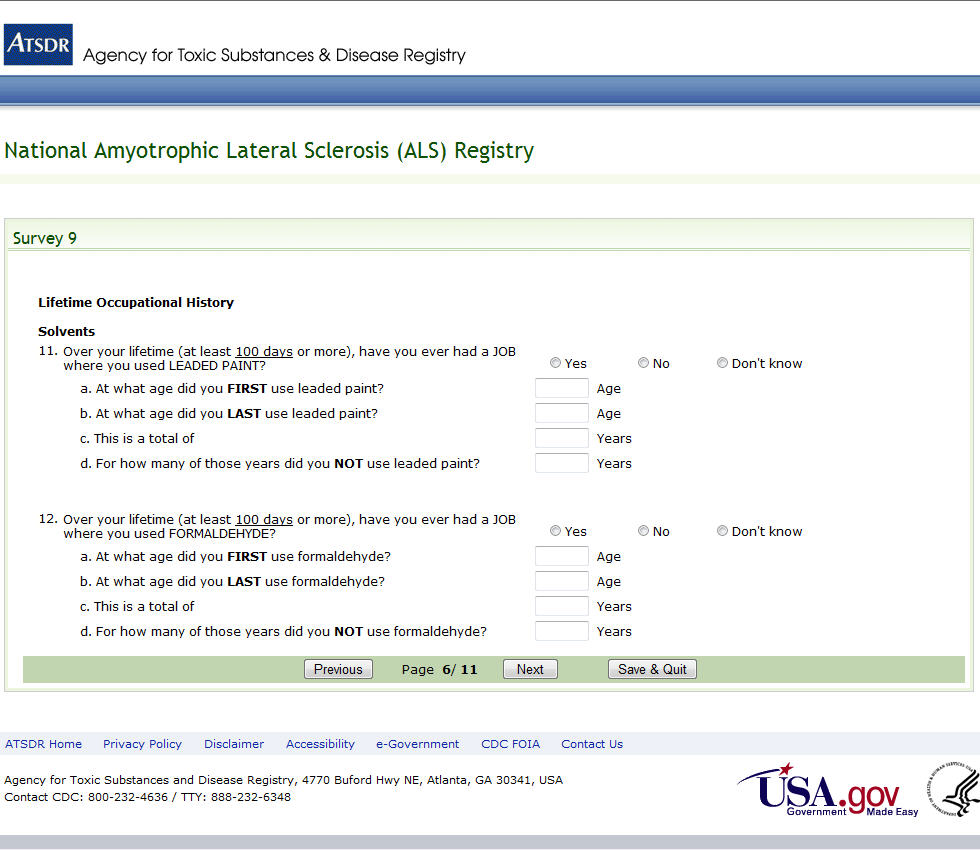 ATSDR
Agency for Toxic Substances & Disease Registry
National Amyotrophic Lateral Sclerosis (ALS) Registry
Survey 9
Lifetime Occupational History
Solvents
11. Over your lifetime (at least 100 days or more), have you ever had a JOB
where you used LEADED PAINT?
Yes No Don't know
a. At what age did you FIRST use leaded paint? Age
b. At what age did you LAST use leaded paint? Age
c. This is a total of Years
d. For how many of those years did you NOT use leaded paint? Years
12. Over your lifetime (at least 100 days or more), have you ever had a JOB
where you used FORMALDEHYDE?
Yes No Don't know
a. At what age did you FIRST use formaldehyde? Age
b. At what age did you LAST use formaldehyde? Age
c. This is a total of Years
d. For how many of those years did you NOT use formaldehyde? Years
Previous Page 6/ 11 Next Save & Quit
ATSDR Home Privacy Policy Disclaimer Accessibility e-Government CDC FOIA Contact Us
Agency for Toxic Substances and Disease Registry, 4770 Buford Hwy NE, Atlanta, GA 30341, USA
Contact CDC: 800-232-4636 / TTY: 888-232-6348
USA.gov
Government Made Easy